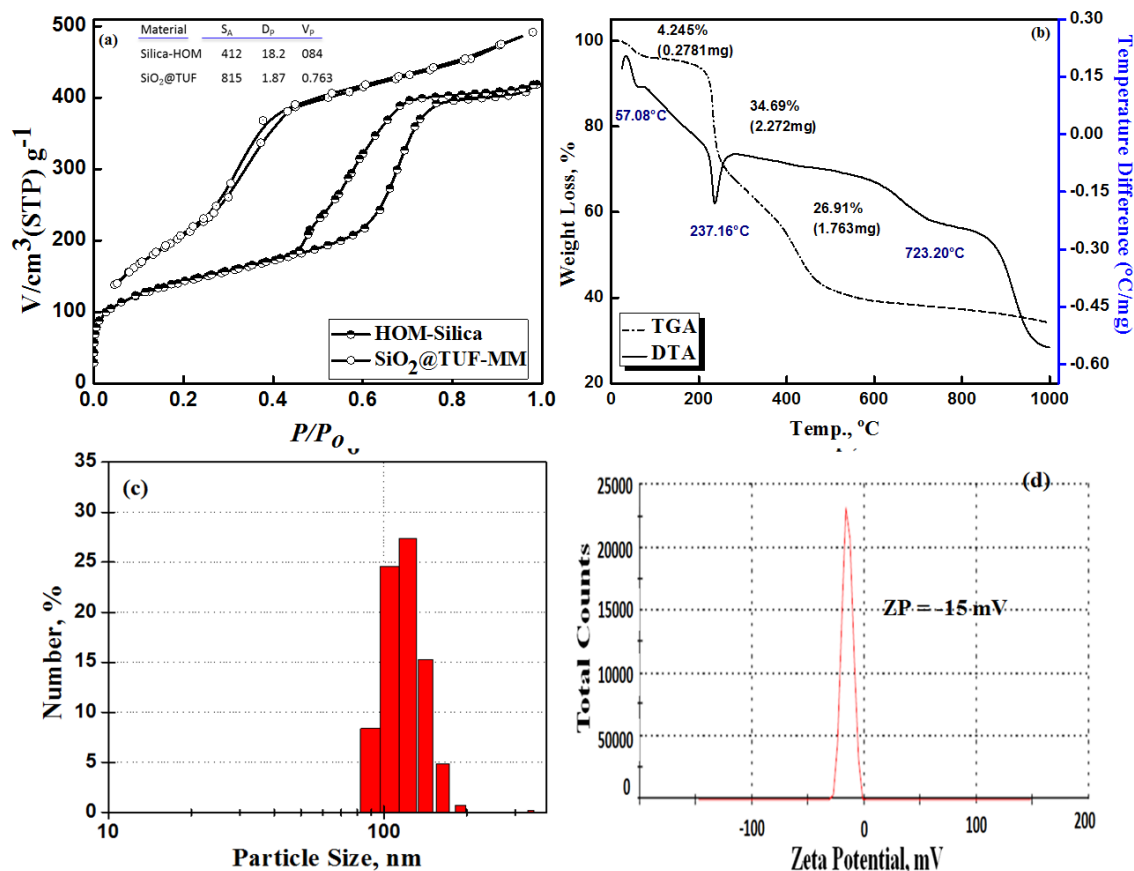 (a)
Material S_A D_P V_P
Silica-HOM 412 18.2 084
SiO2@TUF 815 1.87 0.763
500
400
300
200
100
0
V/cm3(STP) g-1
HOM-Silica
SiO2@TUF-MM
0.0 0.2 0.4 0.6 0.8 1.0
P/Po
(b)
4.245%
(0.2781mg)
57.08°C
34.69%
(2.272mg)
237.16°C
26.91%
(1.763mg)
723.20°C
TGA
DTA
100
80
60
40
20
Weight Loss, %
0 200 400 600 800 1000
Temp., °C
0.30
0.15
0.00
-0.15
-0.30
-0.45
-0.60
Temperature Difference (°C/mg)
(c)
35
30
25
20
15
10
5
0
Number, %
10 100
Particle Size, nm
(d)
25000
22000
15000
10000
50000
0
Total Counts
ZP = -15 mV
-100 0 100 200
Zeta Potential, mV